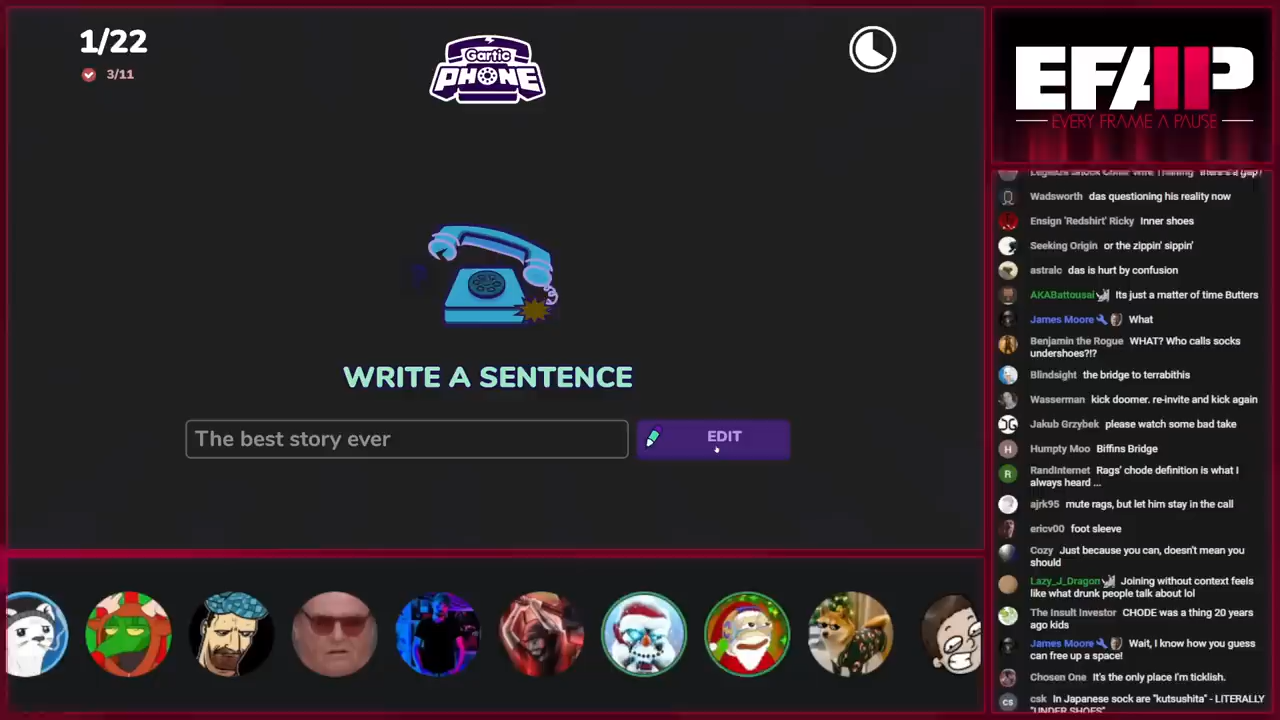 1/22
3/11
Gartic
PHONE
WRITE A SENTENCE
The best story ever
EDIT
EFAP
EVERY FRAME A PAUSE
Wadsworth das questioning his reality now
Ensign 'Redshirt' Ricky Inner shoes
Seeking Origin or the zippin' sippin'
astralc das is hurt by confusion
AKABattousai Its just a matter of time Butters
James Moore What
Benjamin the Rogue WHAT? Who calls socks
undershoes?!?
Blindsight the bridge to terrabithis
Wasserman kick doomer. re-invite and kick again
Jakub Grzybek please watch some bad take
H
Humpty Moo Biffins Bridge
R
RandInternet Rags' chode definition is what I
always heard ...
ajrk95 mute rags, but let him stay in the call
ericv00 foot sleeve
Cozy Just because you can, doesn't mean you
should
Lazy_J_Dragon Joining without context feels
like what drunk people talk about lol
The Insult Investor CHODE was a thing 20 years
ago kids
James Moore Wait, I know how you guess
can free up a space!
Chosen One It's the only place I'm ticklish.
CS
csk In Japanese sock are "kutsushita" - LITERALLY
"UNDER SHOES"